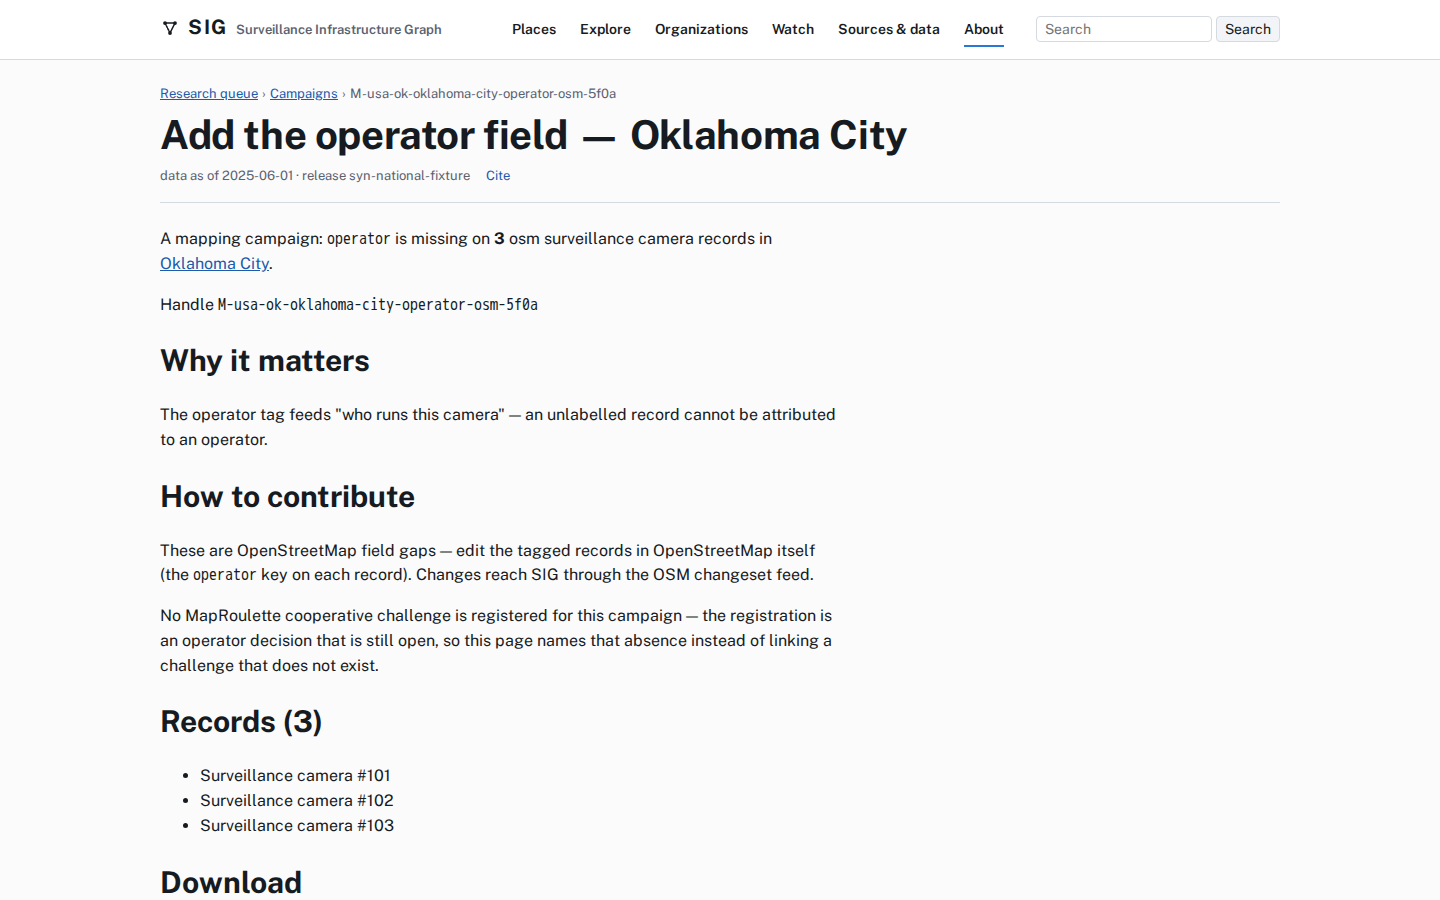 SIG Surveillance Infrastructure Graph Places Explore Organizations Watch Sources & data About Search Search
Research queue › Campaigns › M-usa-ok-oklahoma-city-operator-osm-5f0a
Add the operator field — Oklahoma City
data as of 2025-06-01 · release syn-national-fixture Cite
A mapping campaign: operator is missing on 3 osm surveillance camera records in
Oklahoma City.
Handle M-usa-ok-oklahoma-city-operator-osm-5f0a
Why it matters
The operator tag feeds "who runs this camera" — an unlabelled record cannot be attributed
to an operator.
How to contribute
These are OpenStreetMap field gaps — edit the tagged records in OpenStreetMap itself
(the operator key on each record). Changes reach SIG through the OSM changeset feed.
No MapRoulette cooperative challenge is registered for this campaign — the registration is
an operator decision that is still open, so this page names that absence instead of linking a
challenge that does not exist.
Records (3)
• Surveillance camera #101
• Surveillance camera #102
• Surveillance camera #103
Download